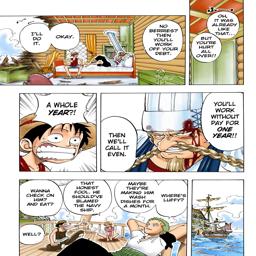 OH, IT
WAS
ALREADY
LIKE
THAT...
BUT
YOU'RE
HURT
ALL
OVER!!
NO
BERRIES?
THEN
YOU'LL
WORK
OFF YOUR
DEBT.
OKAY.
I'LL
DO IT.
YOU'LL
WORK
WITHOUT
PAY FOR
ONE
YEAR!!
THEN
WE'LL
CALL IT
EVEN.
A WHOLE
YEAR?!
WHERE'S
LUFFY?
MAYBE
THEY'RE
MAKING HIM
WASH DISHES
FOR A MONTH.
THAT
HONEST
FOOL. HE
SHOULD'VE
BLAMED
THE NAVY
SHIP.
WANNA
CHECK ON
HIM?
AND EAT?
WELL?